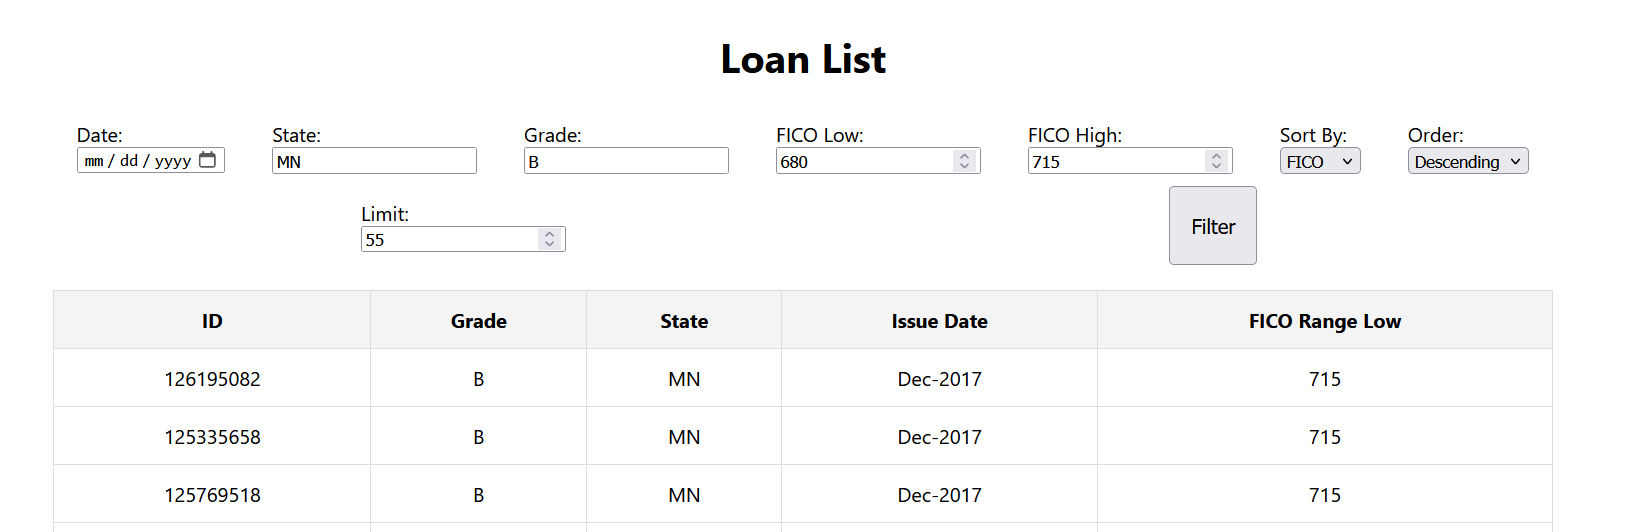 Loan List
Date: State: Grade: FICO Low: FICO High: Sort By: Order:
mm / dd / yyyy MN B 680 715 FICO Descending
Limit:
55
Filter
ID Grade State Issue Date FICO Range Low
126195082 B MN Dec-2017 715
125335658 B MN Dec-2017 715
125769518 B MN Dec-2017 715